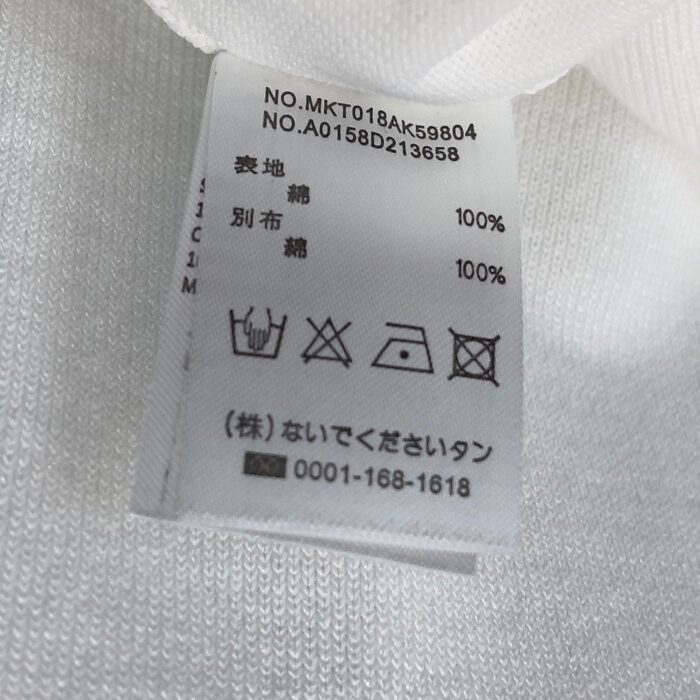 NO.MKT018AK59804
NO.A0158D213658
表地
綿 100%
別布
綿 100%
(株)ないでくださいタン
0001-168-1618